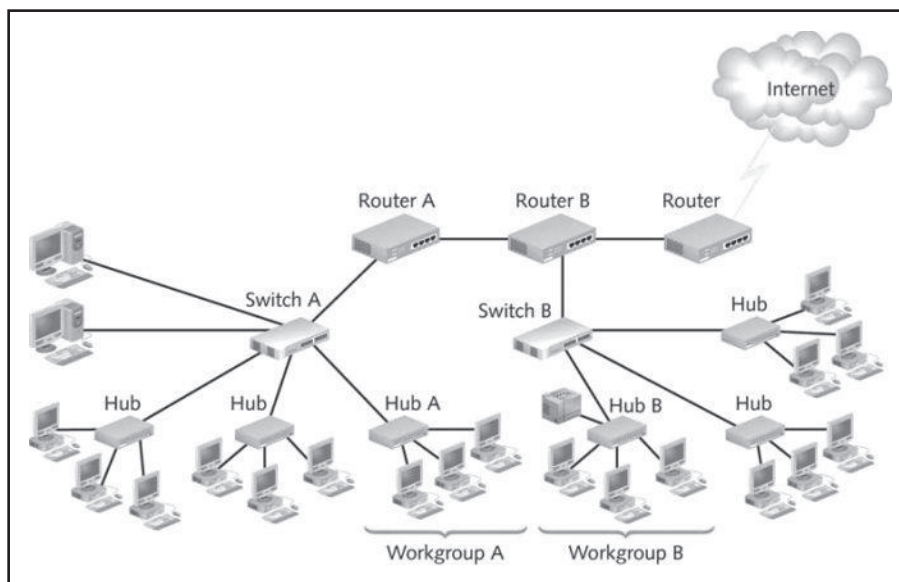 Internet
Router A
Router B
Router
Switch A
Switch B
Hub
Hub
Hub
Hub A
Hub B
Hub
Workgroup A
Workgroup B